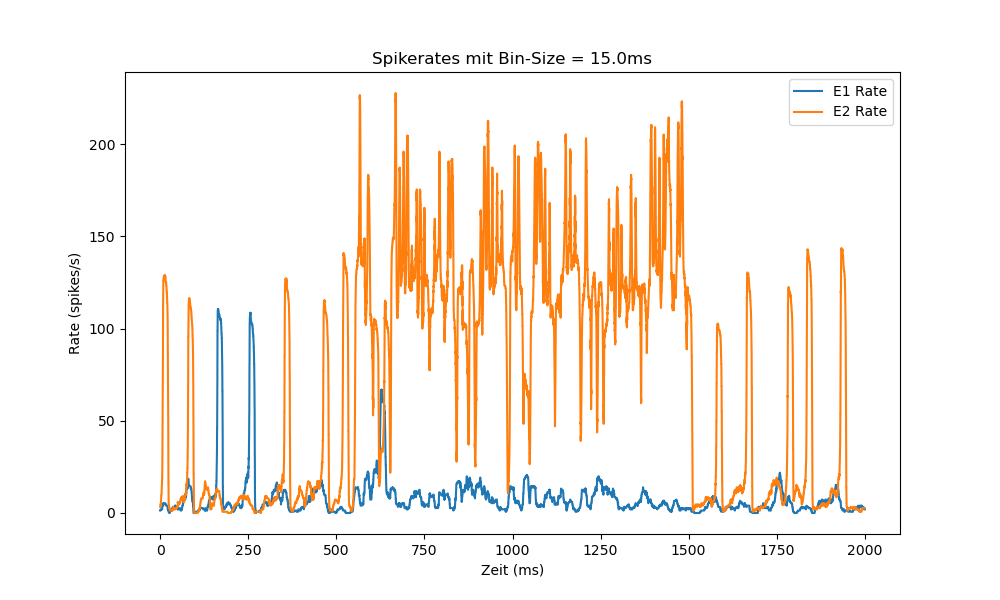 Spikerates mit Bin-Size = 15.0ms
E1 Rate
E2 Rate
Rate (spikes/s)
200
150
100
50
0
0 250 500 750 1000 1250 1500 1750 2000
Zeit (ms)